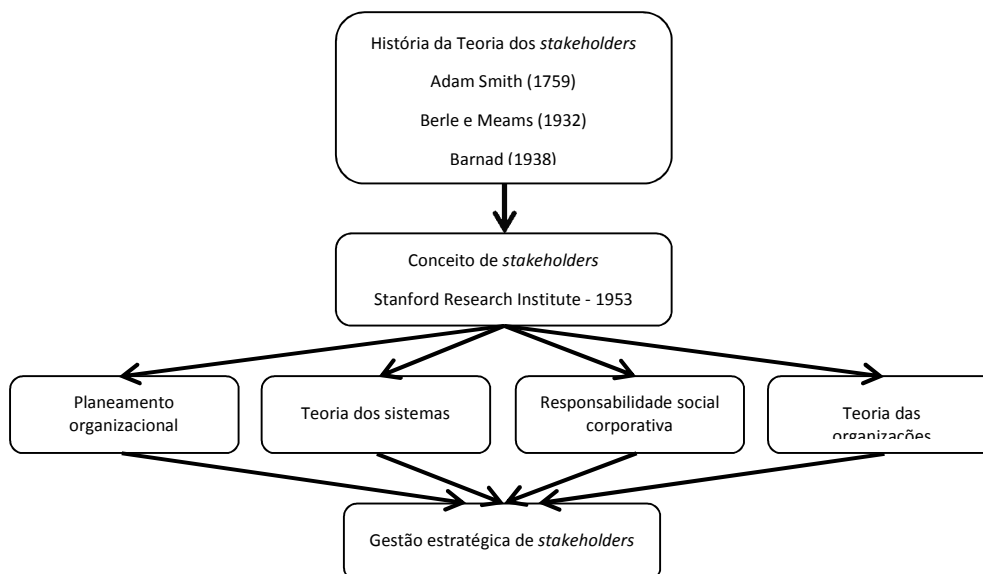 História da Teoria dos stakeholders
Adam Smith (1759)
Berle e Meams (1932)
Barnad (1938)
Conceito de stakeholders
Stanford Research Institute - 1953
Planeamento
organizacional
Teoria dos sistemas
Responsabilidade social
corporativa
Teoria das
organizações
Gestão estratégica de stakeholders